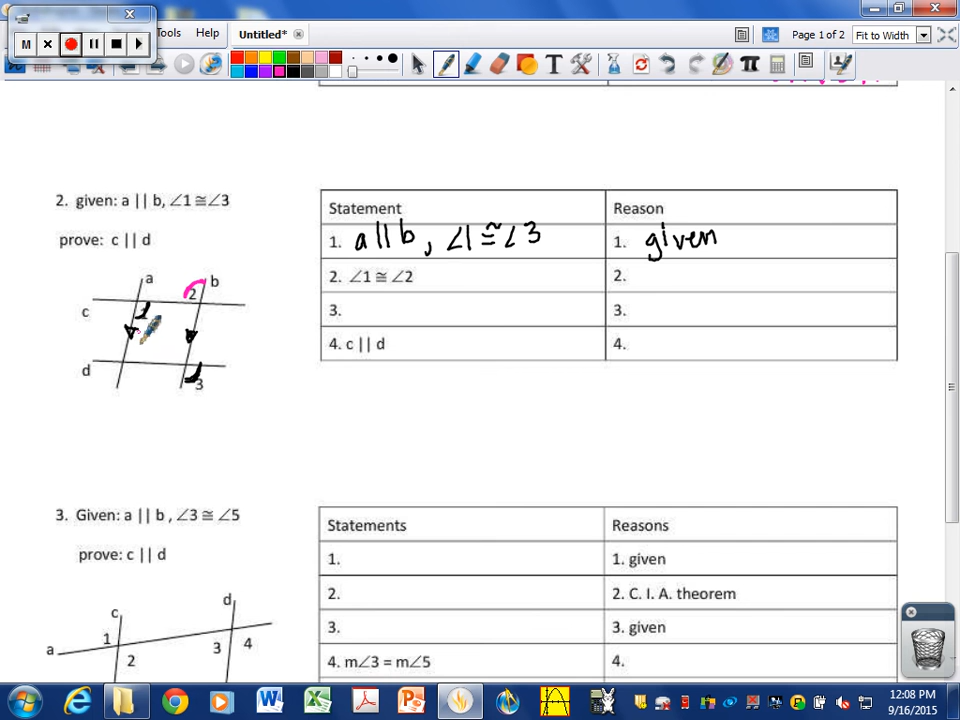 M
Tools Help Untitled* Page 1 of 2 Fit to Width
2. given: a || b, ∠1 ≅ ∠3
prove: c || d
Statement Reason
1. a || b, ∠1 ≅ ∠3 1. given
2. ∠1 ≅ ∠2 2.
3. 3.
4. c || d 4.
a b
2
c 1
d 3
3. Given: a || b , ∠3 ≅ ∠5
prove: c || d
Statements Reasons
1. 1. given
2. 2. C. I. A. theorem
3. 3. given
4. m∠3 = m∠5 4.
d
c
1 3 4
a 2
12:08 PM
9/16/2015